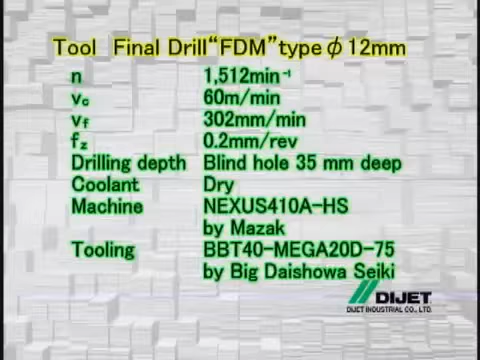 Tool Final Drill“FDM”type φ 12mm
n 1,512min⁻¹
Vc 60m/min
Vf 302mm/min
fz 0.2mm/rev
Drilling depth Blind hole 35 mm deep
Coolant Dry
Machine NEXUS410A-HS
by Mazak
Tooling BBT40-MEGA20D-75
by Big Daishowa Seiki
DIJET
DIJET INDUSTRIAL CO., LTD.